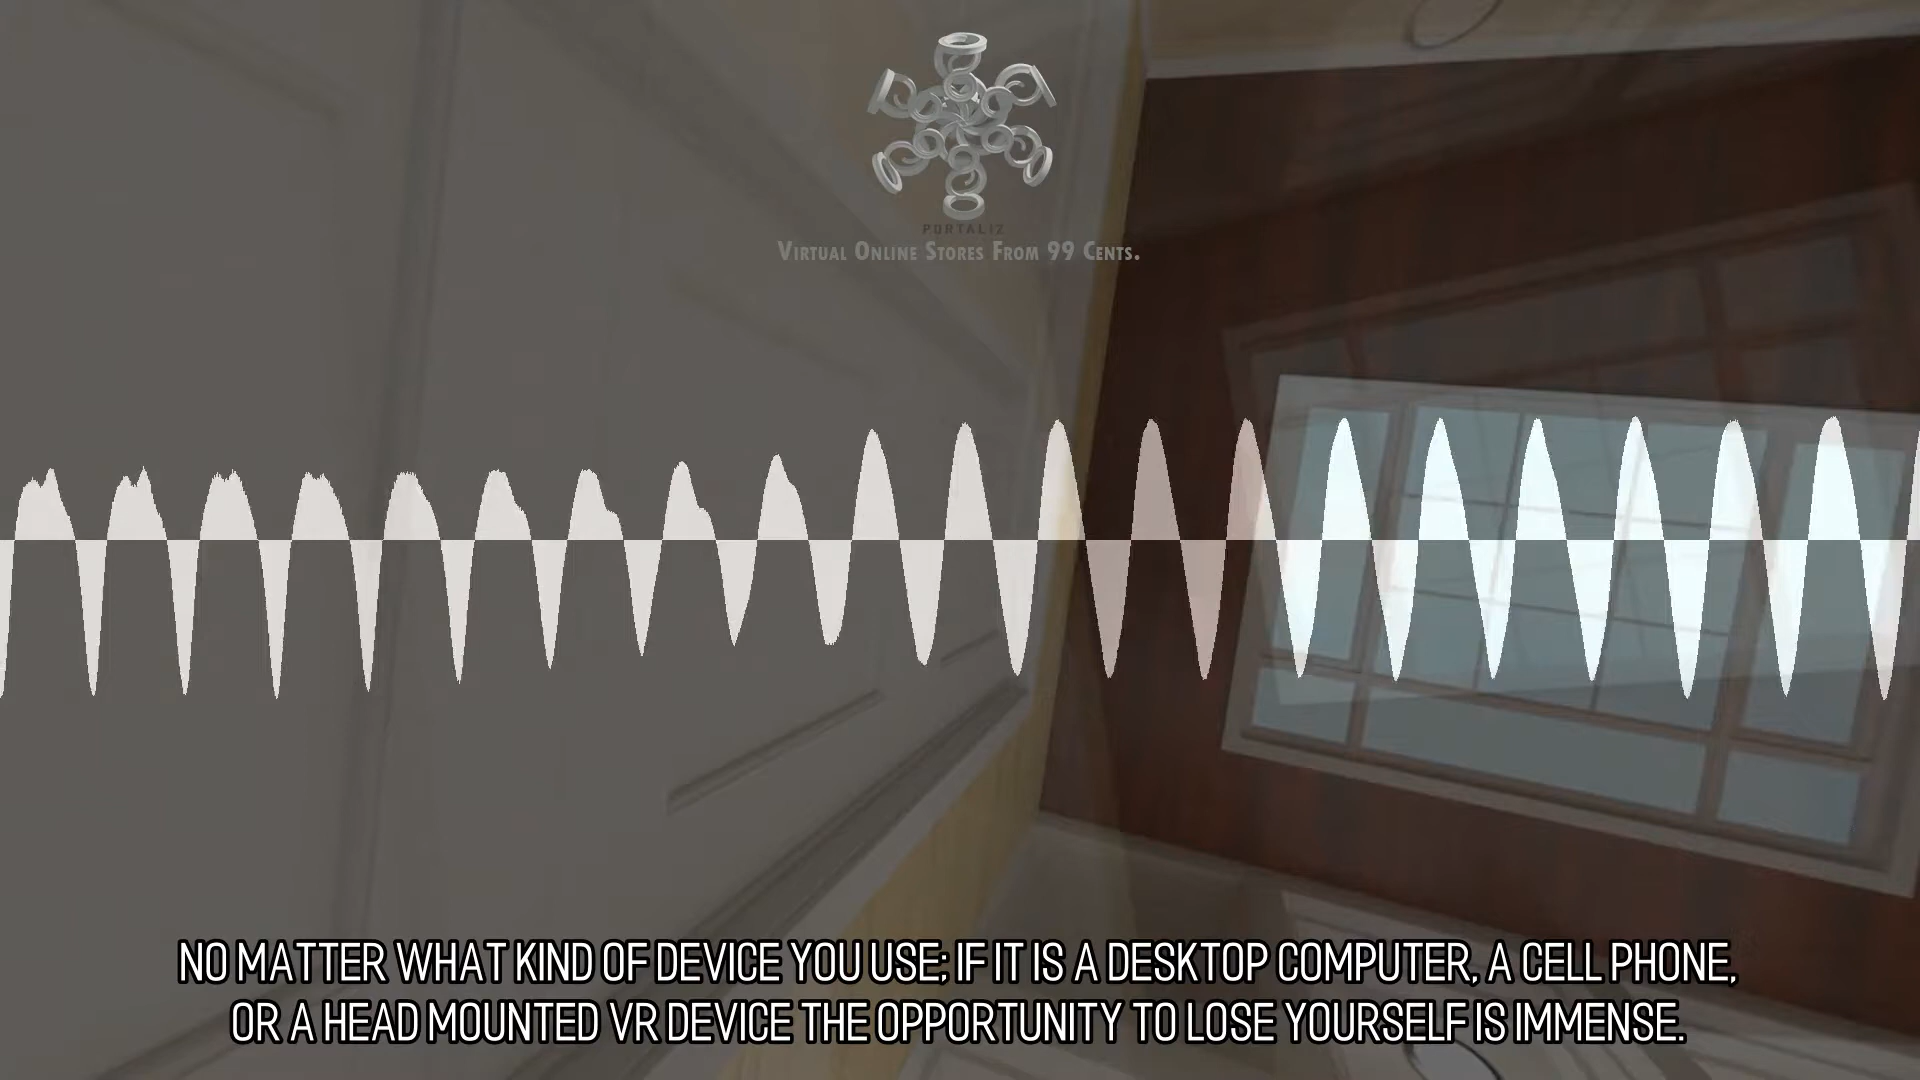 PORTALIZ
Virtual Online Stores From 99 Cents.
NO MATTER WHAT KIND OF DEVICE YOU USE; IF IT IS A DESKTOP COMPUTER, A CELL PHONE,
OR A HEAD MOUNTED VR DEVICE THE OPPORTUNITY TO LOSE YOURSELF IS IMMENSE.